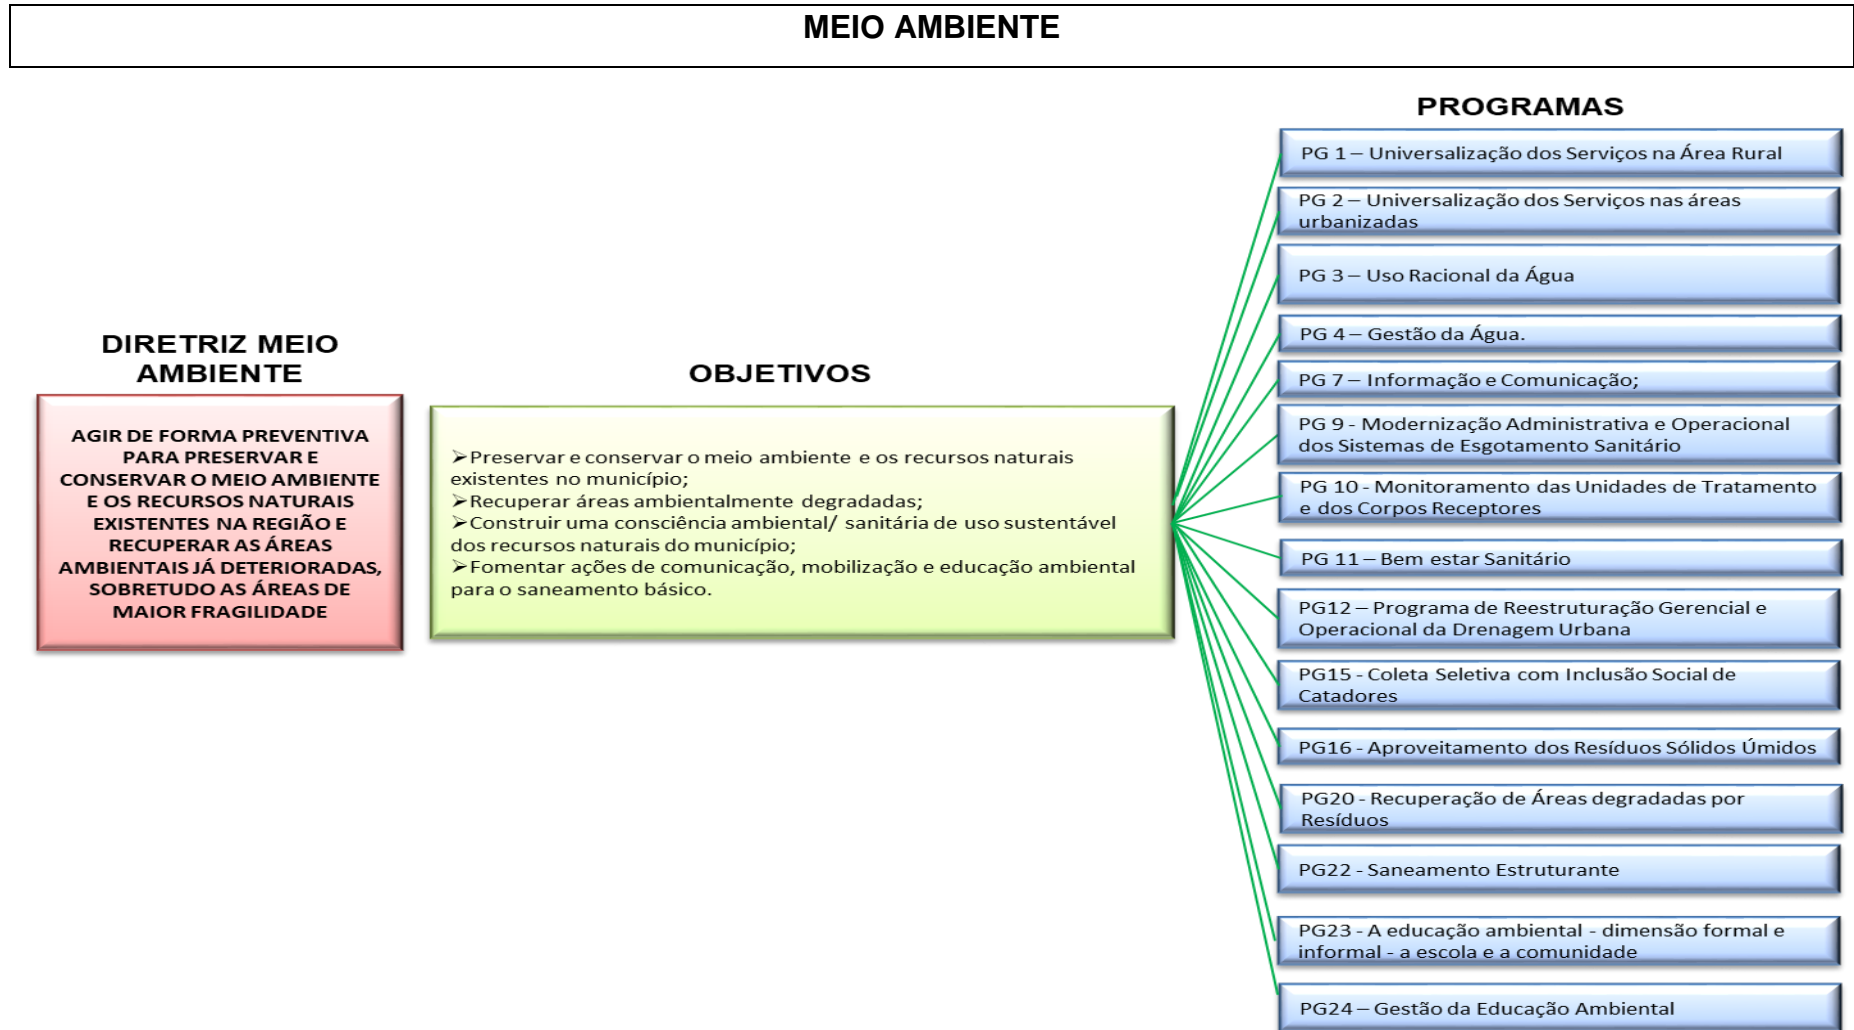 MEIO AMBIENTE
DIRETRIZ MEIO
AMBIENTE
AGIR DE FORMA PREVENTIVA
PARA PRESERVAR E
CONSERVAR O MEIO AMBIENTE
E OS RECURSOS NATURAIS
EXISTENTES NA REGIÃO E
RECUPERAR AS ÁREAS
AMBIENTAIS JÁ DETERIORADAS,
SOBRETUDO AS ÁREAS DE
MAIOR FRAGILIDADE
OBJETIVOS
➢Preservar e conservar o meio ambiente e os recursos naturais
existentes no município;
➢Recuperar áreas ambientalmente degradadas;
➢Construir uma consciência ambiental/ sanitária de uso sustentável
dos recursos naturais do município;
➢Fomentar ações de comunicação, mobilização e educação ambiental
para o saneamento básico.
PROGRAMAS
PG 1 – Universalização dos Serviços na Área Rural
PG 2 – Universalização dos Serviços nas áreas
urbanizadas
PG 3 – Uso Racional da Água
PG 4 – Gestão da Água.
PG 7 – Informação e Comunicação;
PG 9 - Modernização Administrativa e Operacional
dos Sistemas de Esgotamento Sanitário
PG 10 - Monitoramento das Unidades de Tratamento
e dos Corpos Receptores
PG 11 – Bem estar Sanitário
PG12 – Programa de Reestruturação Gerencial e
Operacional da Drenagem Urbana
PG15 - Coleta Seletiva com Inclusão Social de
Catadores
PG16 - Aproveitamento dos Resíduos Sólidos Úmidos
PG20 - Recuperação de Áreas degradadas por
Resíduos
PG22 - Saneamento Estruturante
PG23 - A educação ambiental - dimensão formal e
informal - a escola e a comunidade
PG24 – Gestão da Educação Ambiental